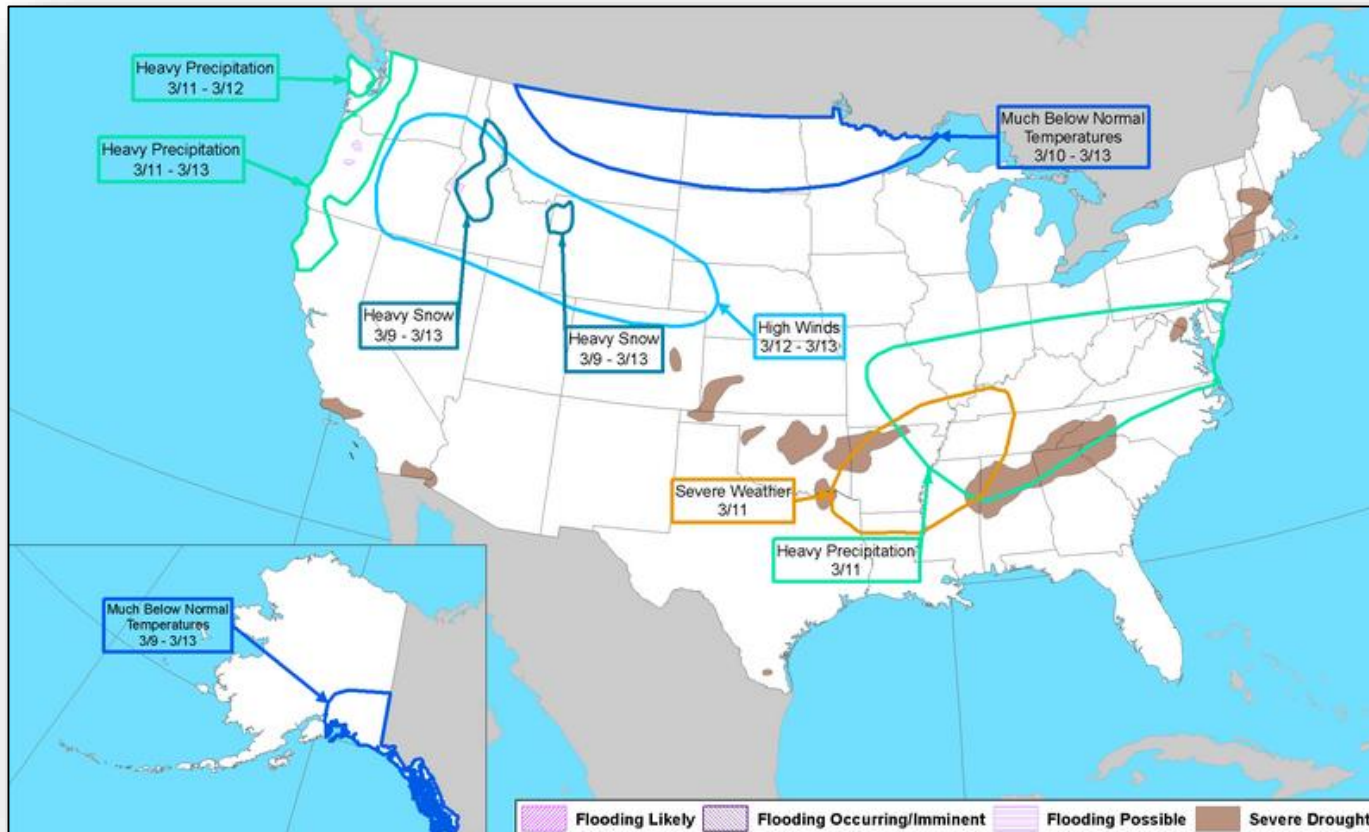 Heavy Precipitation
3/11 - 3/12
Heavy Precipitation
3/11 - 3/13
Much Below Normal
Temperatures
3/10 - 3/13
Heavy Snow
3/9 - 3/13
Heavy Snow
3/9 - 3/13
High Winds
3/12 - 3/13
Severe Weather
3/11
Heavy Precipitation
3/11
Much Below Normal
Temperatures
3/9 - 3/13
Flooding Likely
Flooding Occurring/Imminent
Flooding Possible
Severe Drought